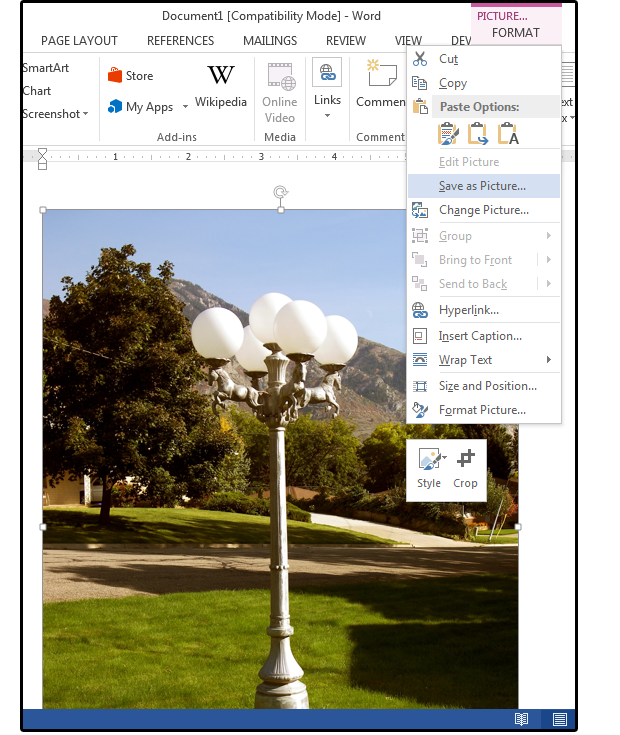 Document1 [Compatibility Mode] - Word
PICTURE...
PAGE LAYOUT REFERENCES MAILINGS REVIEW VIEW DEV FORMAT
SmartArt
Chart
Screenshot
Store
My Apps
Wikipedia
Add-ins
Online
Video
Media
Links
Commen
Comment
ext
x
1 2 3 4
Cut
Copy
Paste Options:
A
Edit Picture
Save as Picture...
Change Picture...
Group
Bring to Front
Send to Back
Hyperlink...
Insert Caption...
Wrap Text
Size and Position...
Format Picture...
Style Crop